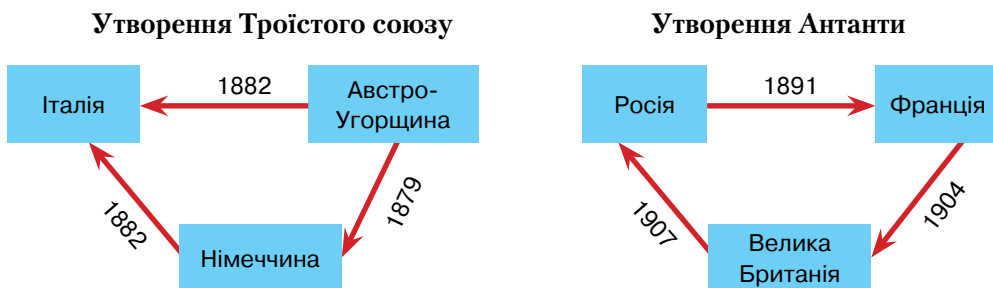 Утворення Троїстого союзу
Італія
1882
Австро-
Угорщина
1882
1879
Німеччина
Утворення Антанти
Росія
1891
Франція
1907
1904
Велика
Британія